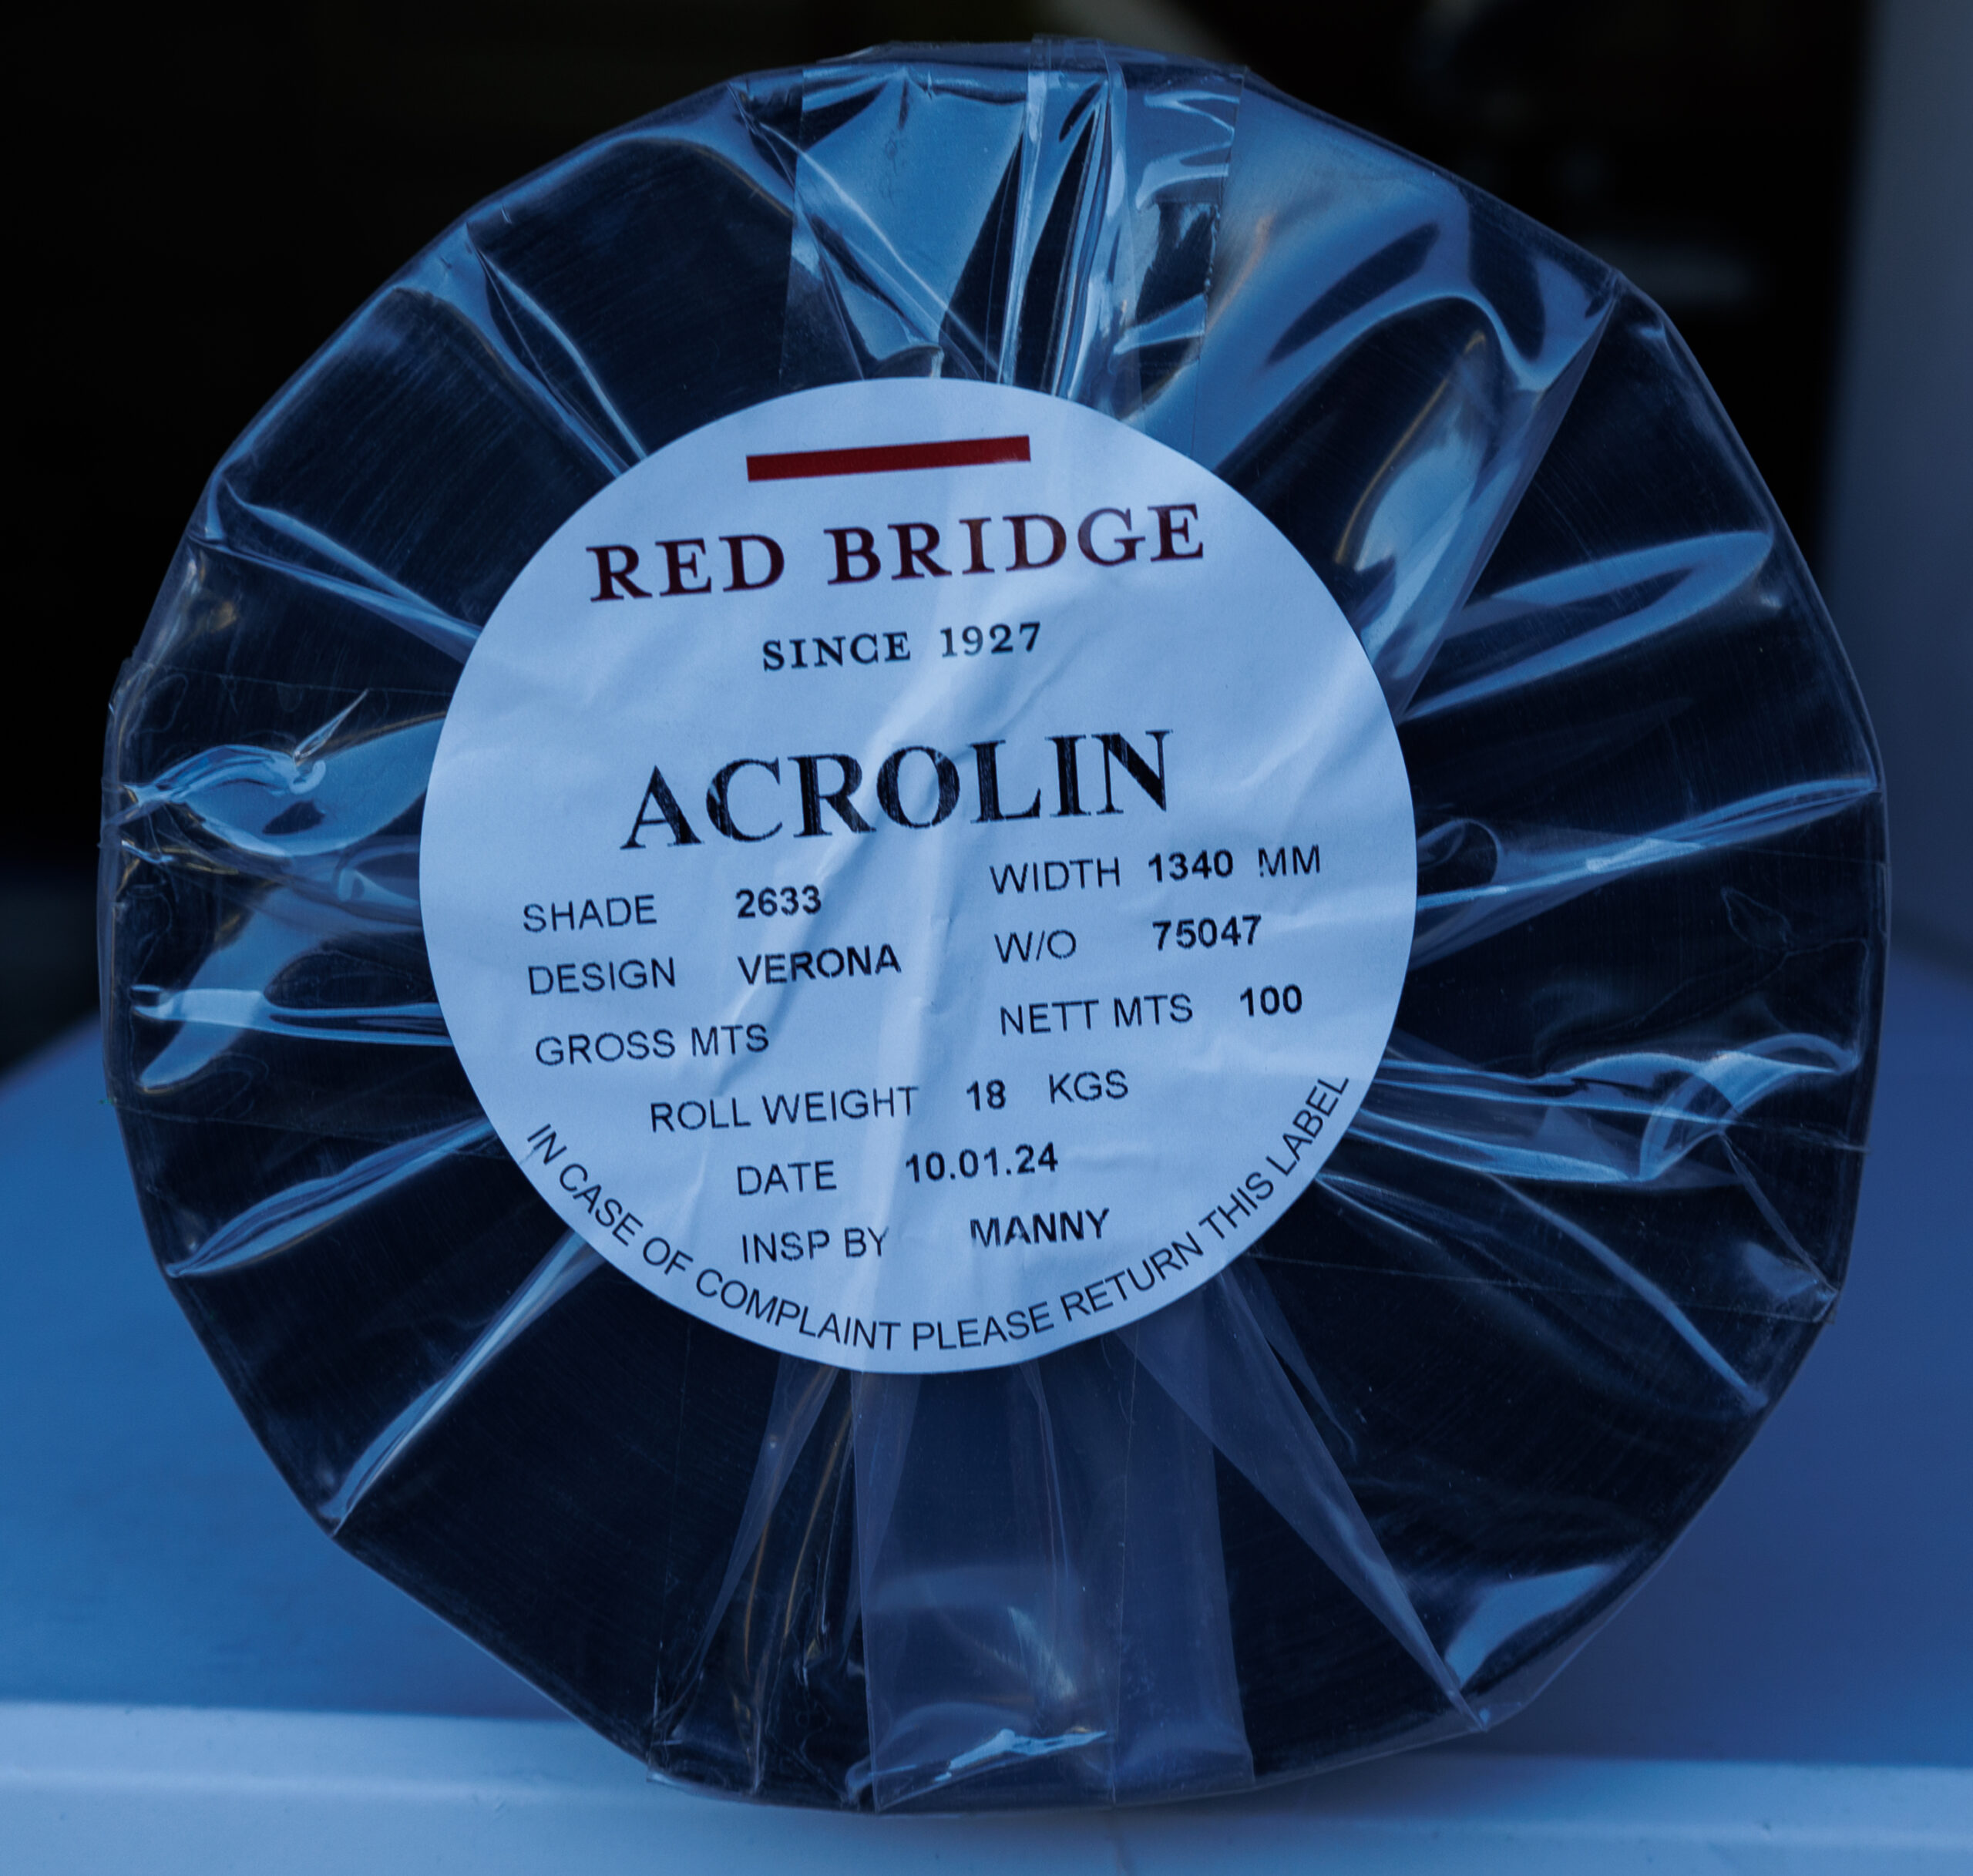 RED BRIDGE
SINCE 1927
ACROLIN
SHADE 2633 WIDTH 1340 MM
DESIGN VERONA W/O 75047
GROSS MTS NETT MTS 100
ROLL WEIGHT 18 KGS
DATE 10.01.24
INSP BY MANNY
IN CASE OF COMPLAINT PLEASE RETURN THIS LABEL